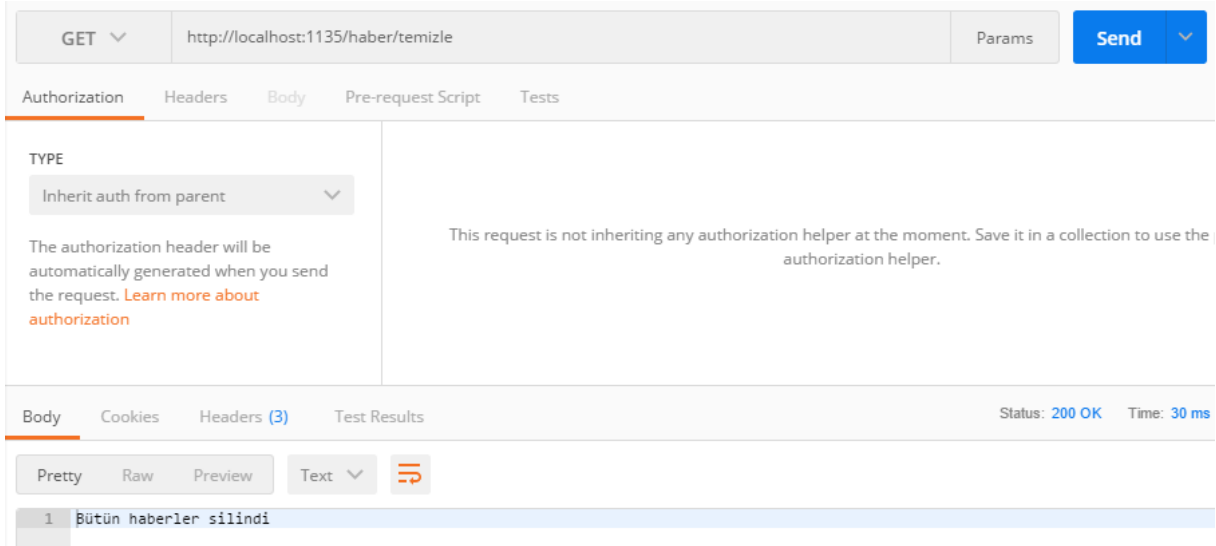 GET http://localhost:1135/haber/temizle Params Send
Authorization Headers Body Pre-request Script Tests
TYPE
Inherit auth from parent
The authorization header will be
automatically generated when you send
the request. Learn more about
authorization
This request is not inheriting any authorization helper at the moment. Save it in a collection to use the
authorization helper.
Body Cookies Headers (3) Test Results Status: 200 OK Time: 30 ms
Pretty Raw Preview Text
1 Bütün haberler silindi